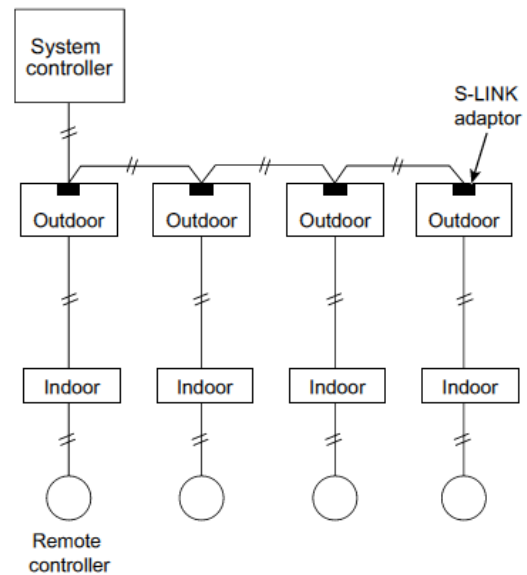 System
controller
S-LINK
adaptor
Outdoor
Outdoor
Outdoor
Outdoor
Indoor
Indoor
Indoor
Indoor
Remote
controller